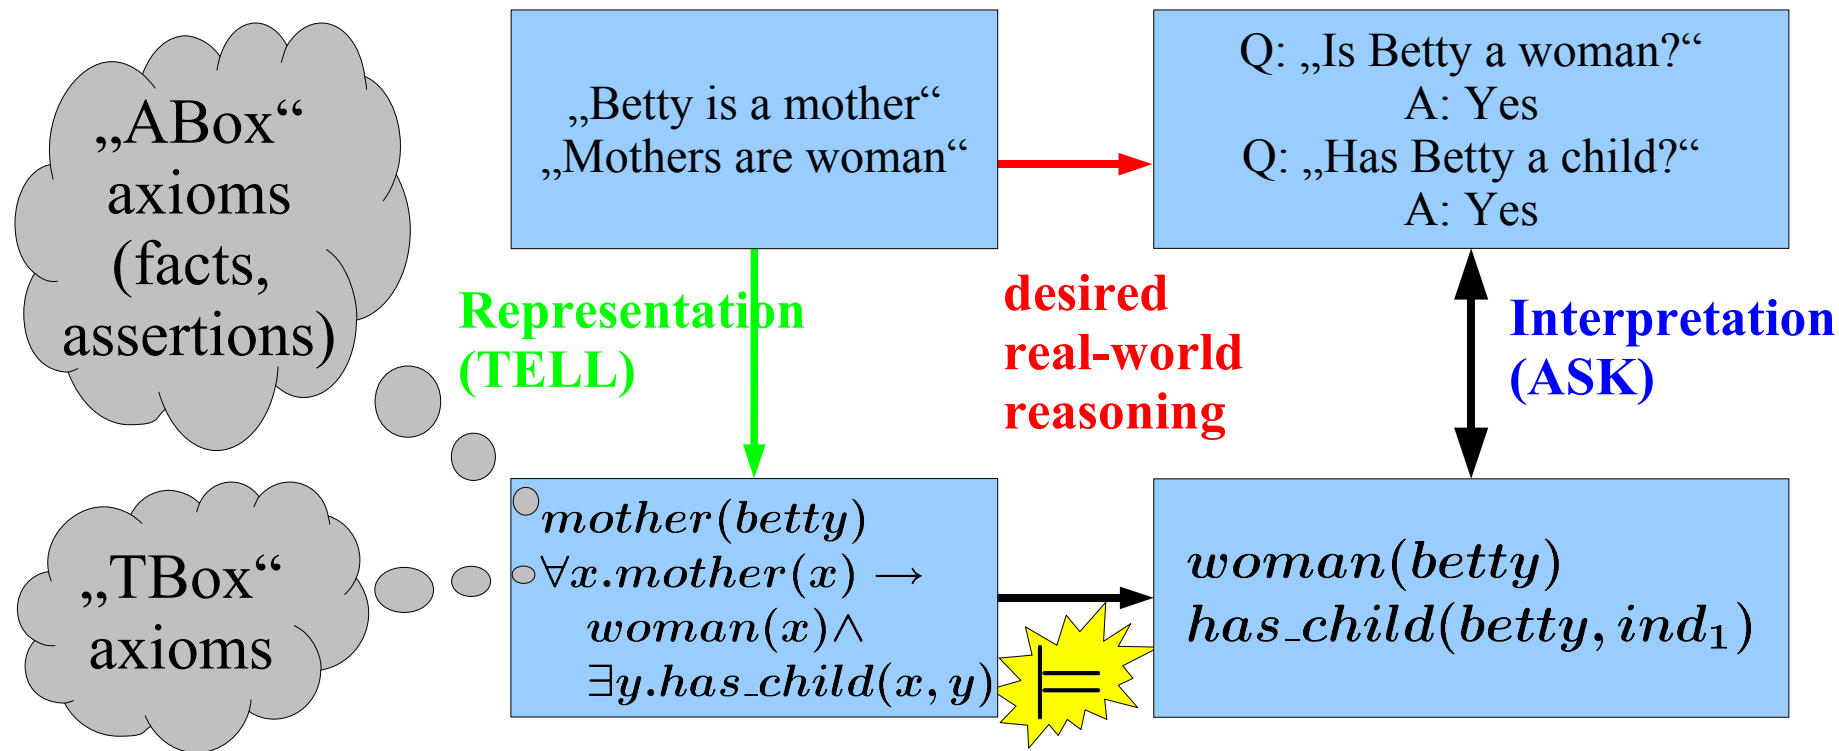 „ABox“
axioms
(facts,
assertions)
„Betty is a mother“
„Mothers are woman“
Q: „Is Betty a woman?“
A: Yes
Q: „Has Betty a child?“
A: Yes
Representation
(TELL)
desired
real-world
reasoning
Interpretation
(ASK)
„TBox“
axioms
mother(betty)
∀x.mother(x) →
woman(x)∧
∃y.has_child(x, y)
⊨
woman(betty)
has_child(betty, ind₁)